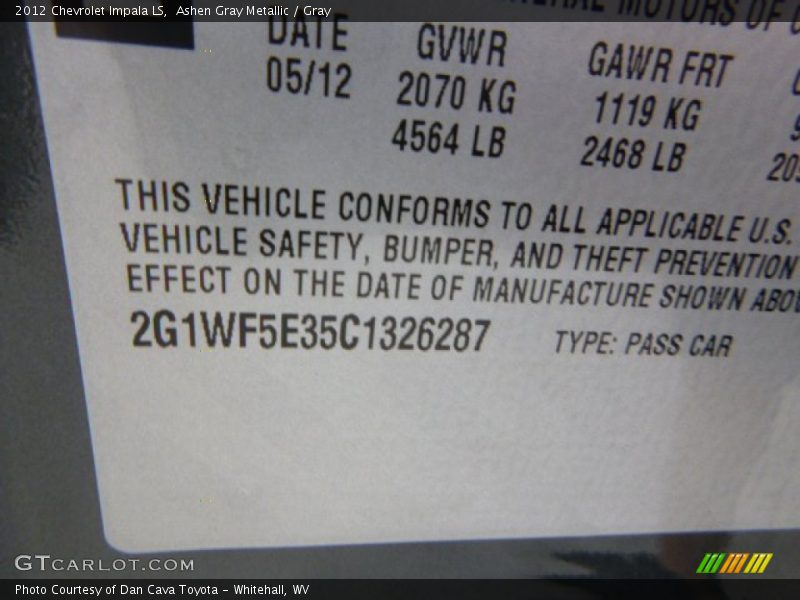 2012 Chevrolet Impala LS, Ashen Gray Metallic / Gray
MOTORS OF
DATE GVWR GAWR FRT
05/12 2070 KG 1119 KG
4564 LB 2468 LB
THIS VEHICLE CONFORMS TO ALL APPLICABLE U.S.
VEHICLE SAFETY, BUMPER, AND THEFT PREVENTION
EFFECT ON THE DATE OF MANUFACTURE SHOWN
2G1WF5E35C1326287 TYPE: PASS CAR
GTCARLOT.COM
Photo Courtesy of Dan Cava Toyota - Whitehall, WV